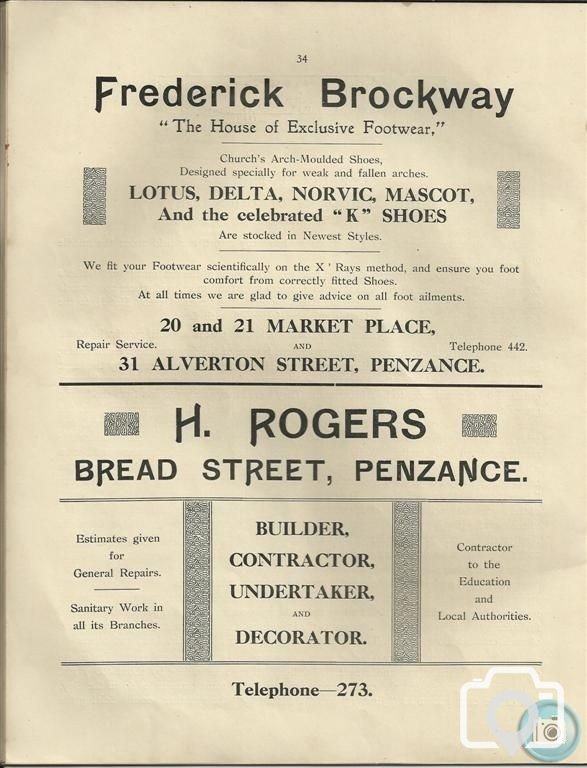 34
Frederick Brockway
"The House of Exclusive Footwear,"
Church's Arch-Moulded Shoes,
Designed specially for weak and fallen arches.
LOTUS, DELTA, NORVIC, MASCOT,
And the celebrated "K" SHOES
Are stocked in Newest Styles.
We fit your Footwear scientifically on the X ' Rays method, and ensure you foot
comfort from correctly fitted Shoes.
At all times we are glad to give advice on all foot ailments.
20 and 21 MARKET PLACE,
Repair Service. AND Telephone 442.
31 ALVERTON STREET, PENZANCE.
H. ROGERS
BREAD STREET, PENZANCE.
Estimates given
for
General Repairs.
Sanitary Work in
all its Branches.
BUILDER,
CONTRACTOR,
UNDERTAKER,
AND
DECORATOR.
Contractor
to the
Education
and
Local Authorities.
Telephone—273.